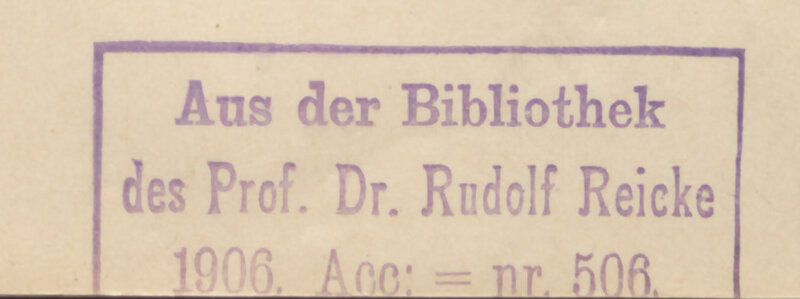 Aus der Bibliothek
des Prof. Dr. Rudolf Reicke
1906. Acc: = nr. 506.